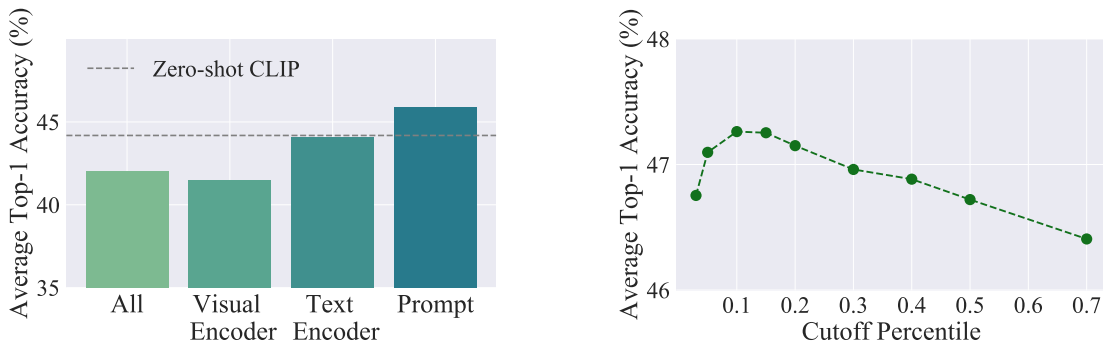 Average Top-1 Accuracy (%)
45
40
35
Zero-shot CLIP
All
Visual
Encoder
Text
Encoder
Prompt
Average Top-1 Accuracy (%)
48
47
46
0.1 0.2 0.3 0.4 0.5 0.6 0.7
Cutoff Percentile